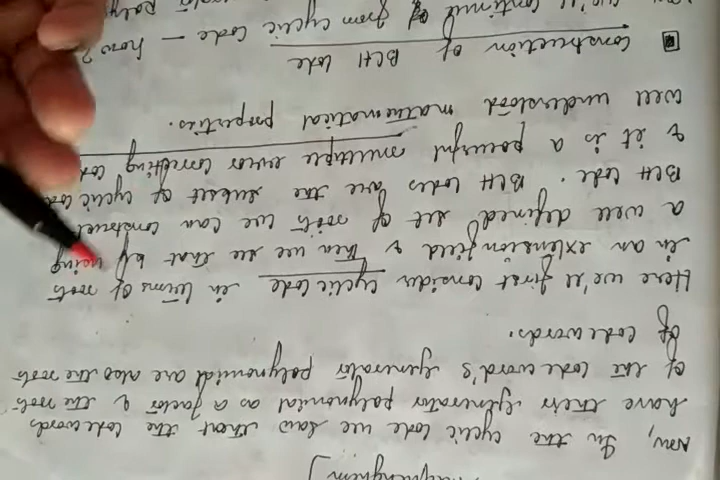 Now, In the cyclic code we saw that the codewords
have their generator polynomial as a factor & the roots
of the code word's generator polynomial are also the roots
of codewords.
Here we'll first consider cyclic code in terms of roots
in an extension field & then we see that by using
a well defined set of roots we can construct
BCH code. BCH codes are the subset of cyclic code
& it is a powerful multiple error correcting code
well understood mathematical properties.
Construction of BCH code
from cyclic code - how?